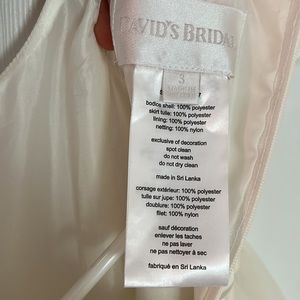 DAVID'S BRIDAL
3
bodice shell: 100% polyester
skirt tulle: 100% polyester
lining: 100% polyester
netting: 100% nylon
exclusive of decoration
spot clean
do not wash
do not dry clean
made in Sri Lanka
corsage extérieur: 100% polyester
tulle sur jupe: 100% polyester
doublure: 100% polyester
filet: 100% nylon
sauf décoration
enlever les taches
ne pas laver
ne pas nettoyer à sec
fabriqué en Sri Lanka